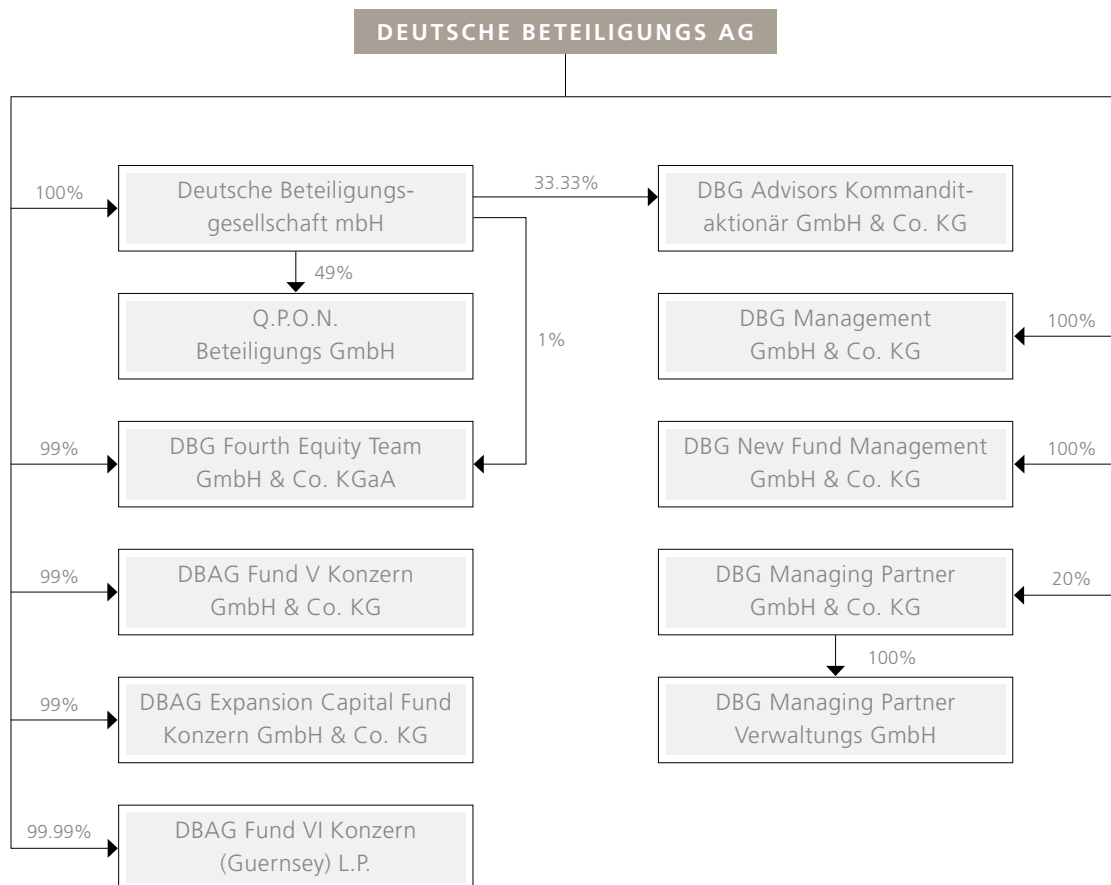 DEUTSCHE BETEILIGUNGS AG
100%
Deutsche Beteiligungs-
gesellschaft mbH
33.33%
DBG Advisors Kommandit-
aktionär GmbH & Co. KG
49%
1%
Q.P.O.N.
Beteiligungs GmbH
DBG Management
GmbH & Co. KG
100%
99%
DBG Fourth Equity Team
GmbH & Co. KGaA
DBG New Fund Management
GmbH & Co. KG
100%
99%
DBAG Fund V Konzern
GmbH & Co. KG
DBG Managing Partner
GmbH & Co. KG
20%
100%
99%
DBAG Expansion Capital Fund
Konzern GmbH & Co. KG
DBG Managing Partner
Verwaltungs GmbH
99.99%
DBAG Fund VI Konzern
(Guernsey) L.P.